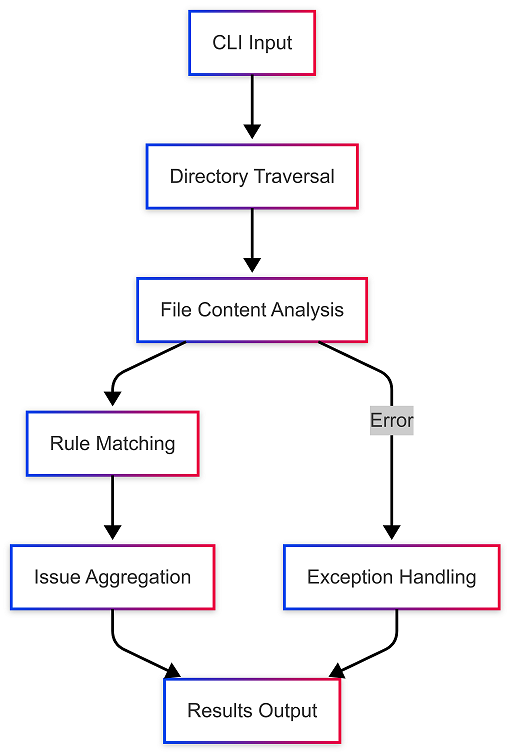 CLI Input
Directory Traversal
File Content Analysis
Error
Rule Matching
Issue Aggregation
Exception Handling
Results Output